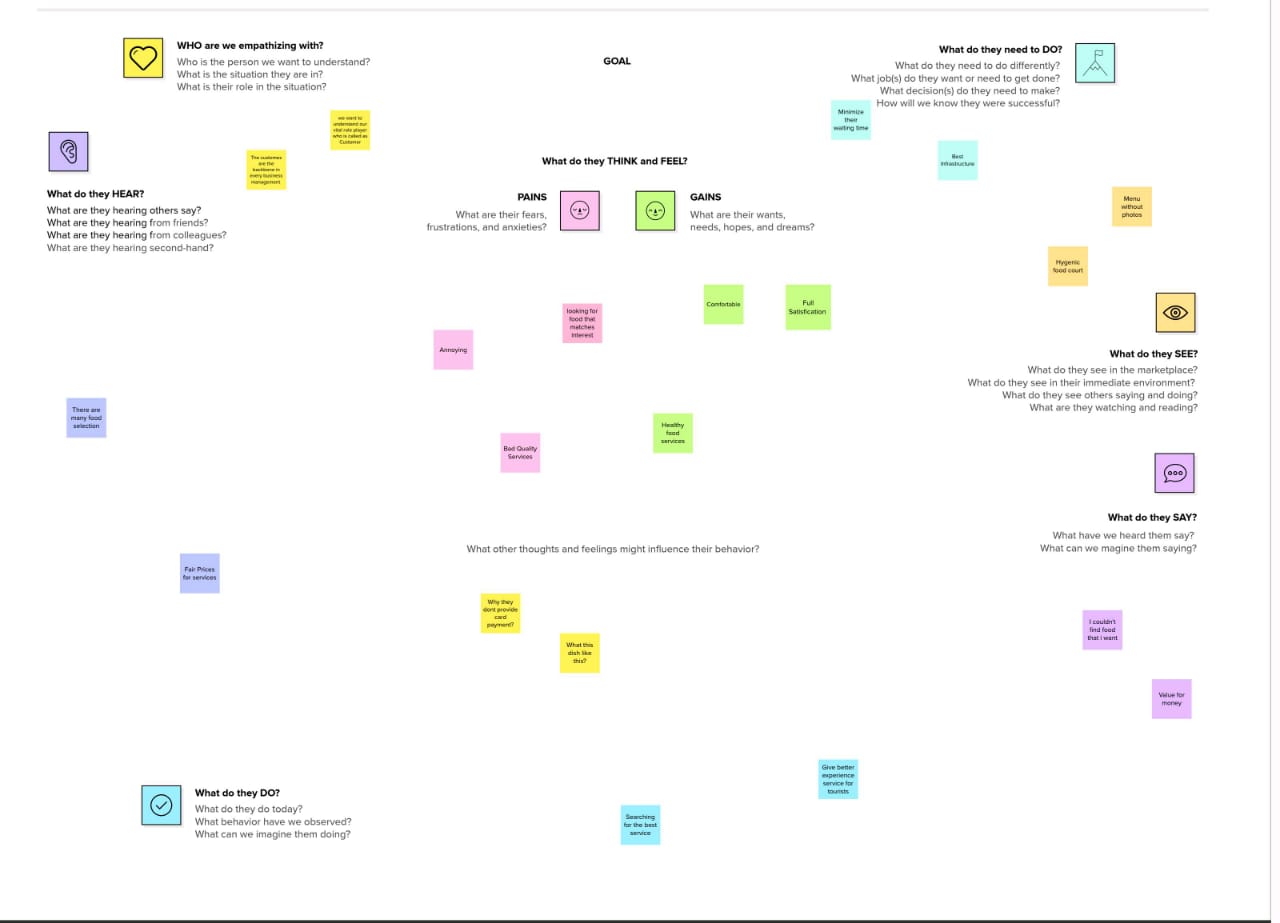 WHO are we empathizing with?
Who is the person we want to understand?
What is the situation they are in?
What is their role in the situation?
we want to
understand our
vital role player
who is called as
Customer
The customer
are the
backbone in
every business
management
GOAL
What do they need to DO?
What do they need to do differently?
What job(s) do they want or need to get done?
What decision(s) do they need to make?
How will we know they were successful?
Minimize
their
waiting time
Best
Infrastructure
What do they HEAR?
What are they hearing others say?
What are they hearing from friends?
What are they hearing from colleagues?
What are they hearing second-hand?
There are
many food
selection
Fair Prices
for services
What do they THINK and FEEL?
PAINS
What are their fears,
frustrations, and anxieties?
GAINS
What are their wants,
needs, hopes, and dreams?
looking for
food that
matches
interest
Annoying
Bad Quality
Services
Comfortable
Full
Satisfication
Healthy
food
services
Menu
without
photos
Hygenic
food court
What do they SEE?
What do they see in the marketplace?
What do they see in their immediate environment?
What do they see others saying and doing?
What are they watching and reading?
What do they SAY?
What have we heard them say?
What can we magine them saying?
I couldn't
find food
that i want
Value for
money
What other thoughts and feelings might influence their behavior?
Why they
dont provide
card
payment?
What this
dish like
this?
What do they DO?
What do they do today?
What behavior have we observed?
What can we imagine them doing?
Searching
for the best
service
Give better
experience
service for
tourists